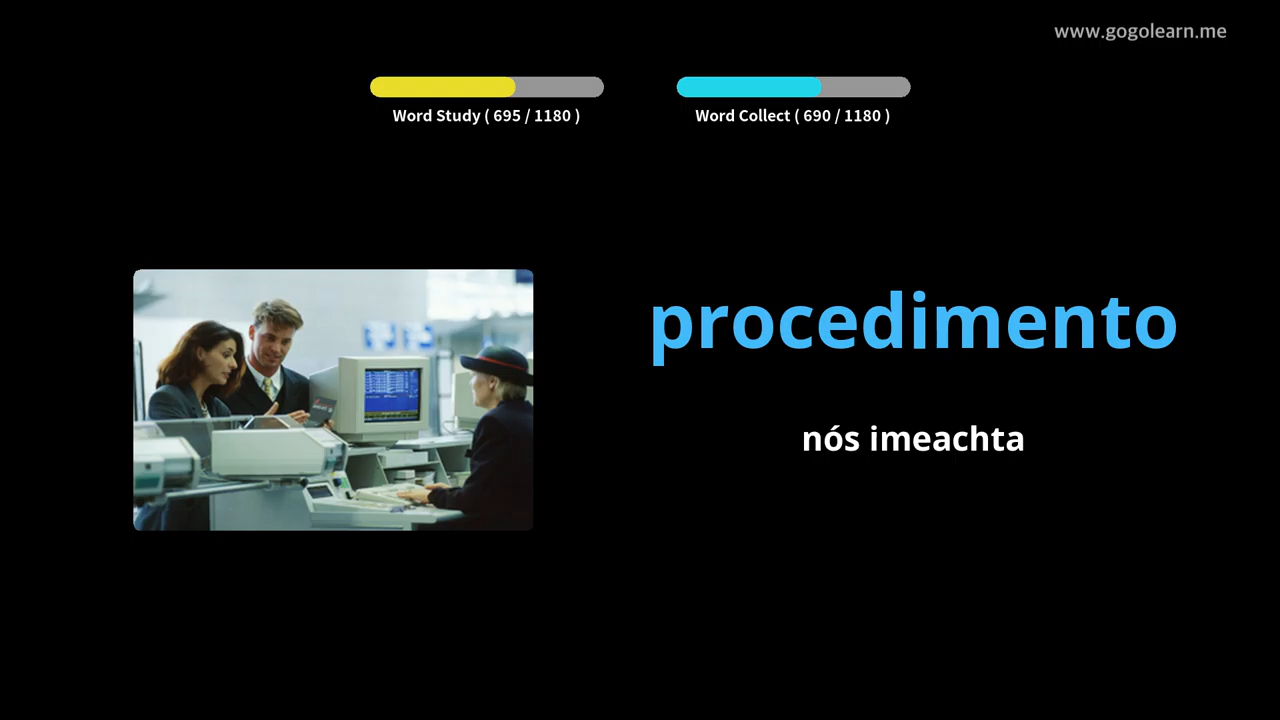 www.gogolearn.me
Word Study ( 695 / 1180 )
Word Collect ( 690 / 1180 )
procedimento
nós imeachta